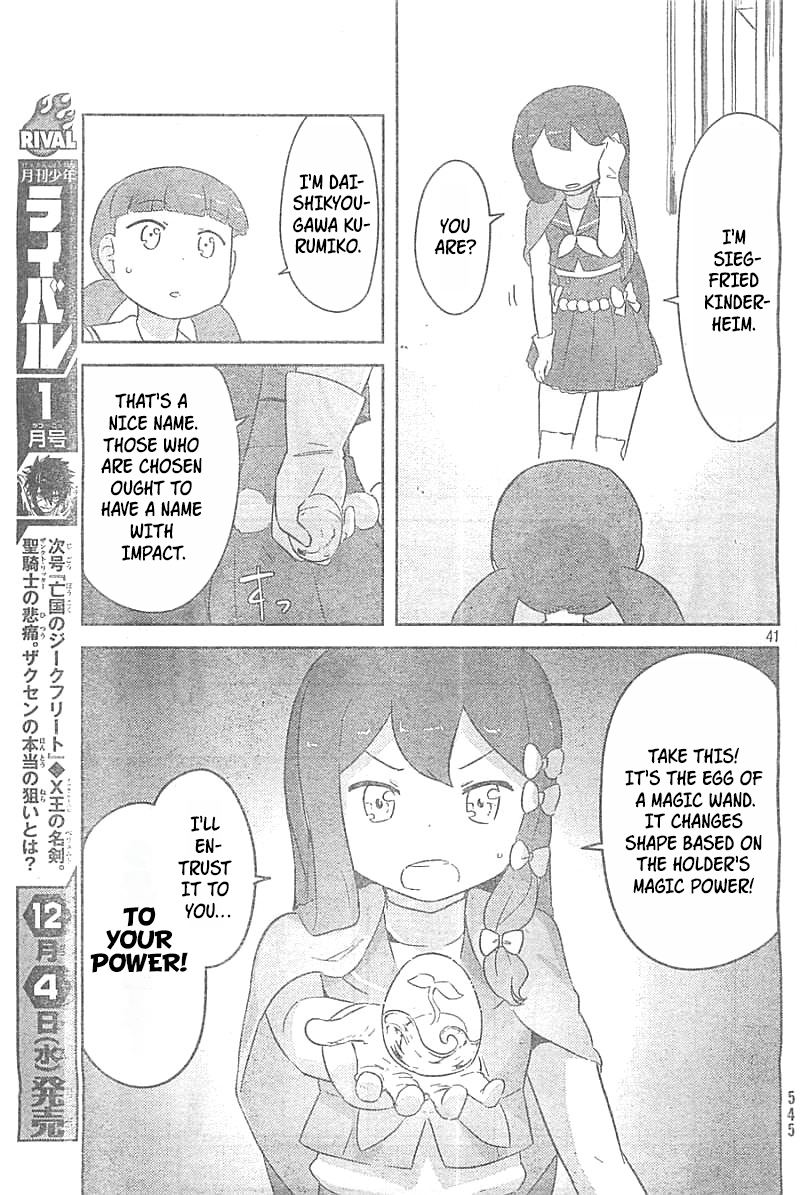 I'M
SIEG-
FRIED
KINDER-
HEIM.
YOU
ARE?
I'M DAI-
SHIKYOU-
GAWA KU-
RUMIKO.
THAT'S A
NICE NAME.
THOSE WHO
ARE CHOSEN
OUGHT TO
HAVE A NAME
WITH
IMPACT.
すっ
41
TAKE THIS!
IT'S THE EGG OF
A MAGIC WAND.
IT CHANGES
SHAPE BASED ON
THE HOLDER'S
MAGIC POWER!
I'LL
EN-
TRUST
IT TO
YOU...
TO
YOUR
POWER!
545
RIVAL
月刊少年
ライバル
1
月号
次号『亡国のジークフリート』◆X王の名剣。
聖騎士の悲痛。ザクセンの本当の狙いとは?
12月4日(水)発売